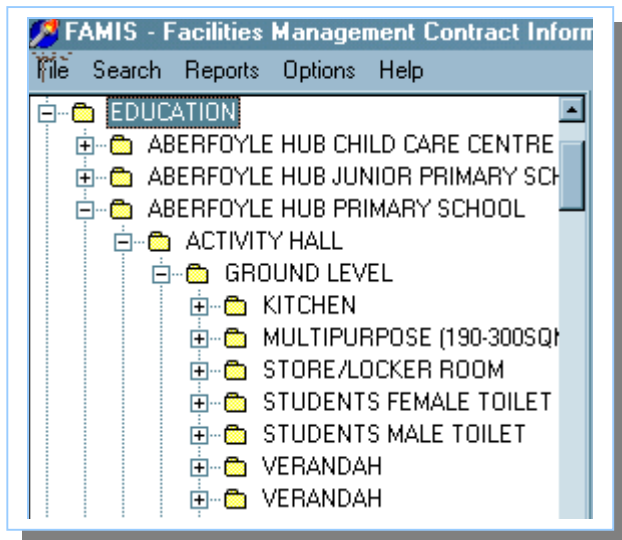 FAMIS - Facilities Management Contract Inform
File Search Reports Options Help
EDUCATION
ABERFOYLE HUB CHILD CARE CENTRE
ABERFOYLE HUB JUNIOR PRIMARY SCH
ABERFOYLE HUB PRIMARY SCHOOL
ACTIVITY HALL
GROUND LEVEL
KITCHEN
MULTIPURPOSE (190-300SQM
STORE/LOCKER ROOM
STUDENTS FEMALE TOILET
STUDENTS MALE TOILET
VERANDAH
VERANDAH